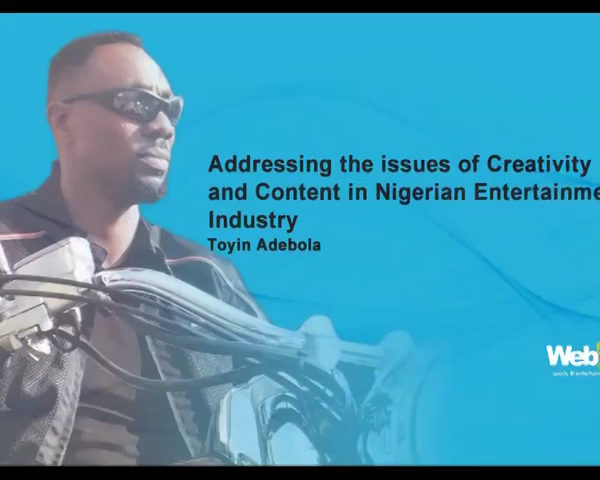 Addressing the issues of Creativity
and Content in Nigerian Entertainme
Industry
Toyin Adebola
Web